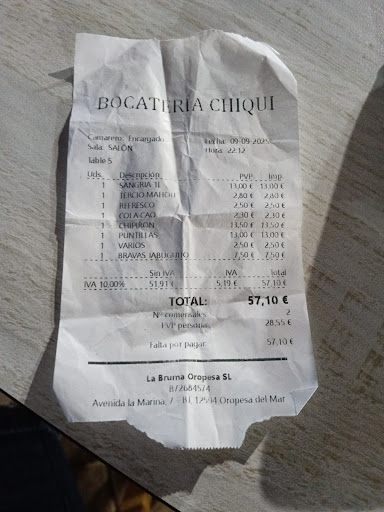 BOCATERIA CHIQUI
Camarero: Encargado Fecha: 09-09-2025
Sala: SALÓN Hora: 22:12
Table 5
Uds. Descripción PVP Imp.
1 SANGRIA 1L 13,00 € 13,00 €
1 TERCIO MAHOU 2,80 € 2,80 €
1 REFRESCO 2,50 € 2,50 €
1 COLA CAO 2,30 € 2,30 €
1 CHIPIRON 13,50 € 13,50 €
1 PUNTILLAS 13,00 € 13,00 €
1 VARIOS 2,50 € 2,50 €
1 BRAVAS JABUGUITO 7,50 € 7,50 €
Sin IVA IVA Total
IVA 10,00% 51,91 € 5,19 € 57,10 €
TOTAL: 57,10 €
Nº comensales 2
PVP persona: 28,55 €
Falta por pagar 57,10 €
La Bruma Oropesa SL
B72684574
Avenida la Marina, 7 - B1, 12594 Oropesa del Mar